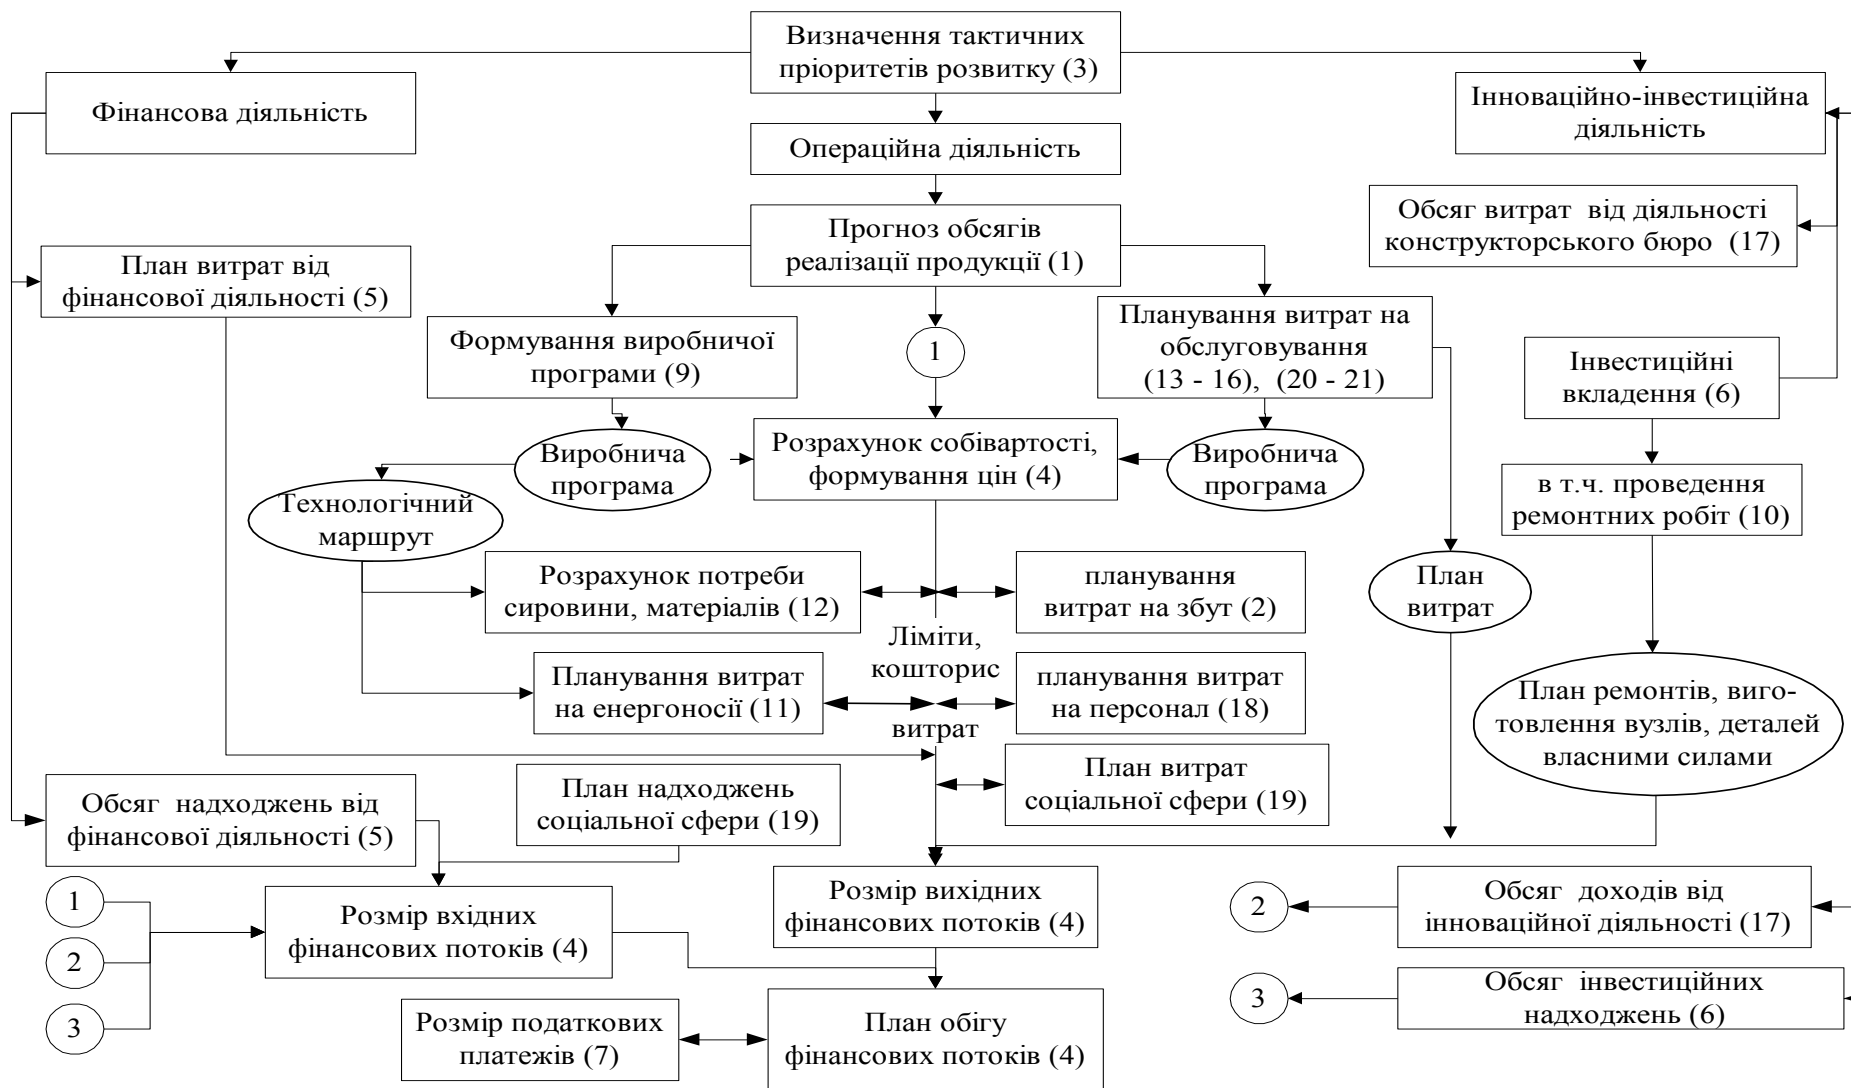 Визначення тактичних
пріоритетів розвитку (3)
Фінансова діяльність
Інноваційно-інвестиційна
діяльність
Операційна діяльність
Обсяг витрат від діяльності
конструкторського бюро (17)
Прогноз обсягів
реалізації продукції (1)
План витрат від
фінансової діяльності (5)
Формування виробничої
програми (9)
1
Планування витрат на
обслуговування
(13 - 16), (20 - 21)
Інвестиційні
вкладення (6)
Виробнича
програма
Розрахунок собівартості,
формування цін (4)
Виробнича
програма
Технологічний
маршрут
в т.ч. проведення
ремонтних робіт (10)
Розрахунок потреби
сировини, матеріалів (12)
планування
витрат на збут (2)
План
витрат
Ліміти,
кошторис
витрат
Планування витрат
на енергоносії (11)
планування витрат
на персонал (18)
План ремонтів, виго-
товлення вузлів, деталей
власними силами
План витрат
соціальної сфери (19)
План надходжень
соціальної сфери (19)
Обсяг надходжень від
фінансової діяльності (5)
1
2
3
Розмір вхідних
фінансових потоків (4)
Розмір вихідних
фінансових потоків (4)
2
Обсяг доходів від
інноваційної діяльності (17)
3
Обсяг інвестиційних
надходжень (6)
Розмір податкових
платежів (7)
План обігу
фінансових потоків (4)